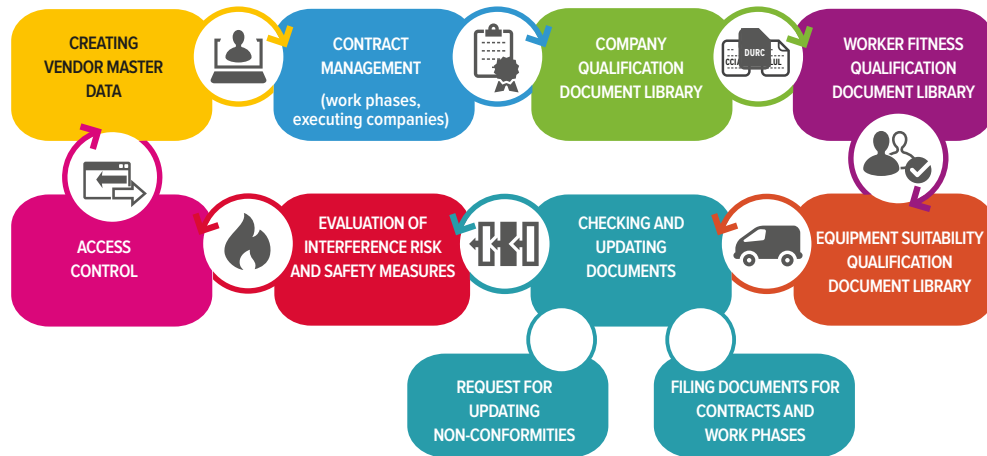 CREATING
VENDOR MASTER
DATA
CONTRACT
MANAGEMENT
(work phases,
executing companies)
COMPANY
QUALIFICATION
DOCUMENT LIBRARY
DURC
CCIA
LUL
WORKER FITNESS
QUALIFICATION
DOCUMENT LIBRARY
ACCESS
CONTROL
EVALUATION OF
INTERFERENCE RISK
AND SAFETY MEASURES
CHECKING AND
UPDATING
DOCUMENTS
EQUIPMENT SUITABILITY
QUALIFICATION
DOCUMENT LIBRARY
REQUEST FOR
UPDATING
NON-CONFORMITIES
FILING DOCUMENTS FOR
CONTRACTS AND
WORK PHASES